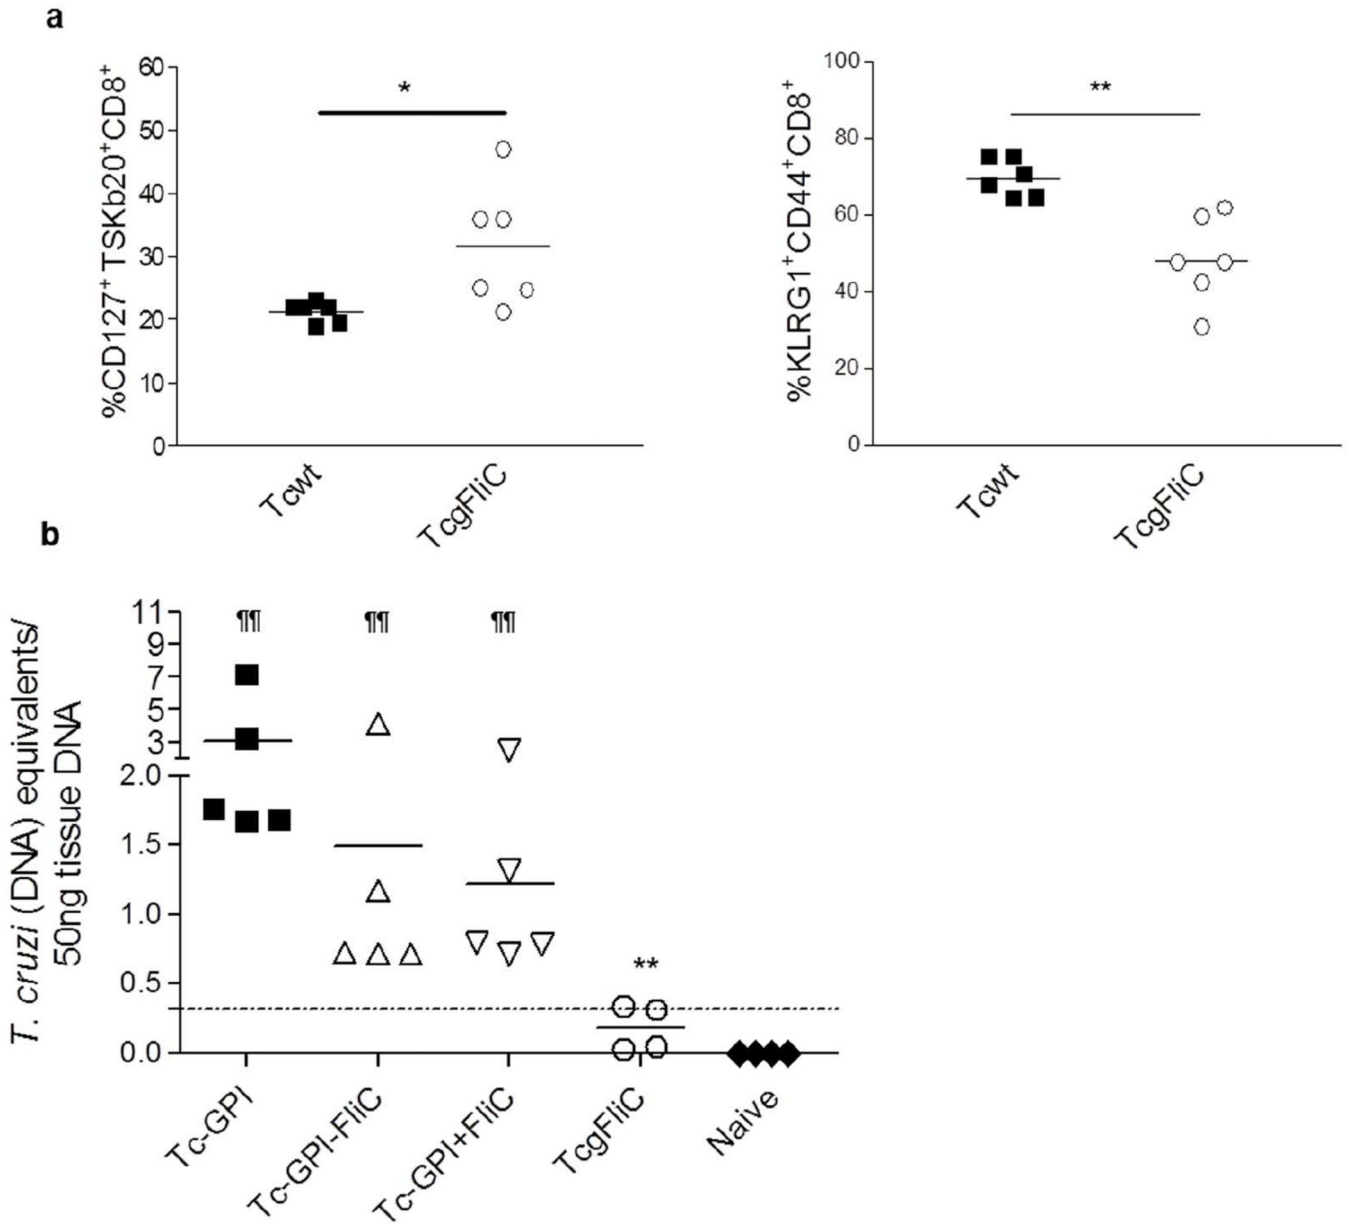 a
%CD127⁺ TSKb20⁺CD8⁺
60
50
40
30
20
10
0
*
Tcwt
TcgFliC
%KLRG1⁺CD44⁺CD8⁺
100
80
60
40
20
0
**
Tcwt
TcgFliC
b
T. cruzi (DNA) equivalents/
50ng tissue DNA
11
9
7
5
3
2.0
1.5
1.0
0.5
0.0
¶¶ ¶¶ ¶¶
**
Tc-GPI
Tc-GPI-FliC
Tc-GPI+FliC
TcgFliC
Naive